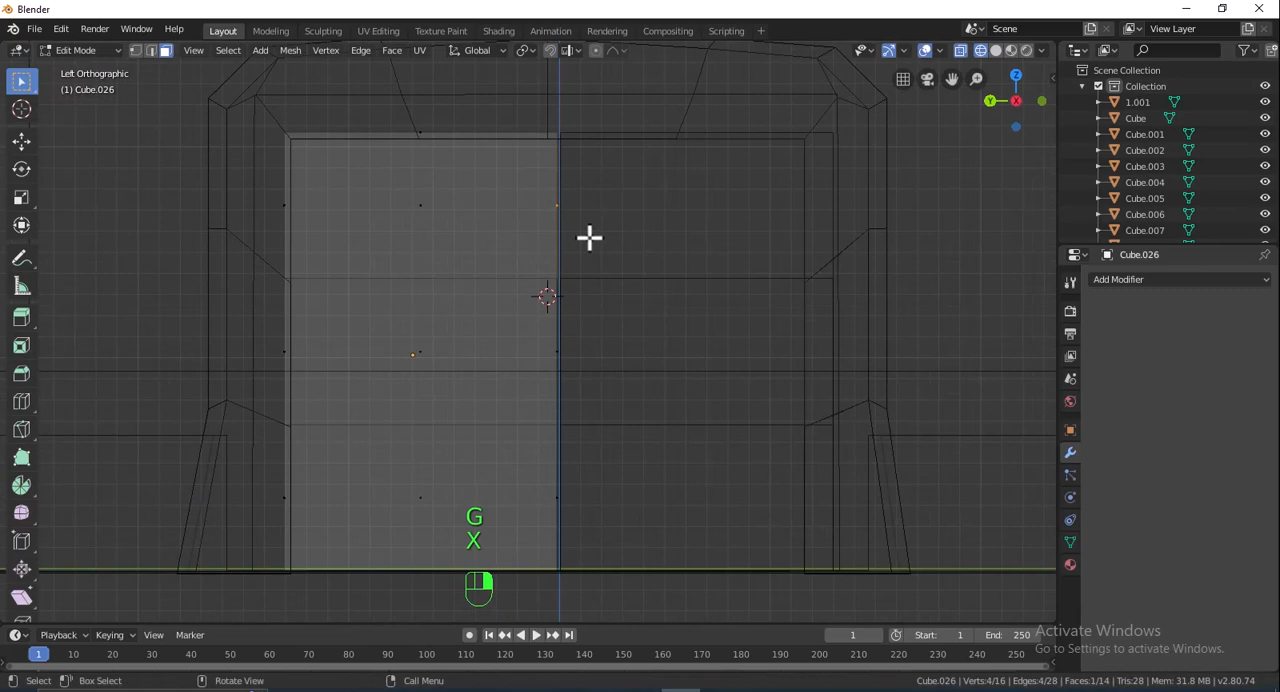 Blender
File Edit Render Window Help
Layout Modeling Sculpting UV Editing Texture Paint Shading Animation Rendering Compositing Scripting +
Scene
View Layer
Edit Mode View Select Add Mesh Vertex Edge Face UV Global
Left Orthographic
(1) Cube.026
Z
Y
X
G
X
Scene Collection
Collection
1.001
Cube
Cube.001
Cube.002
Cube.003
Cube.004
Cube.005
Cube.006
Cube.007
Cube.026
Add Modifier
Playback Keying View Marker
1
Start: 1
End: 250
1 10 20 30 40 50 60 70 80 90 100 110 120 130 140 150 160 170 180 190 200 210 220 230 240 250
Activate Windows
Go to Settings to activate Windows.
Select Box Select Rotate View Call Menu
Cube.026 | Verts:4/16 | Edges:4/28 | Faces:1/14 | Tris:28 | Mem: 31.8 MB | v2.80.74